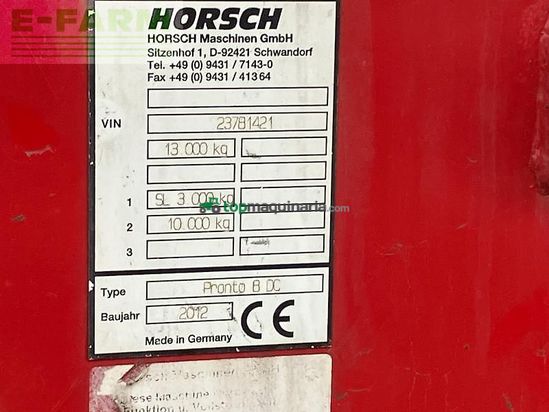 E-FARM
HORSCH
HORSCH Maschinen GmbH
Sitzenhof 1, D-92421 Schwandorf
Tel. +49 (0) 9431 / 7143-0
Fax +49 (0) 9431 / 41364
VIN 23781421
13 000 kg
1 SL 3 000 kg
topmaquinaria.com
2 10.000 kg
3
Type Pronto 8 DC
Baujahr 2012 CE
Made in Germany